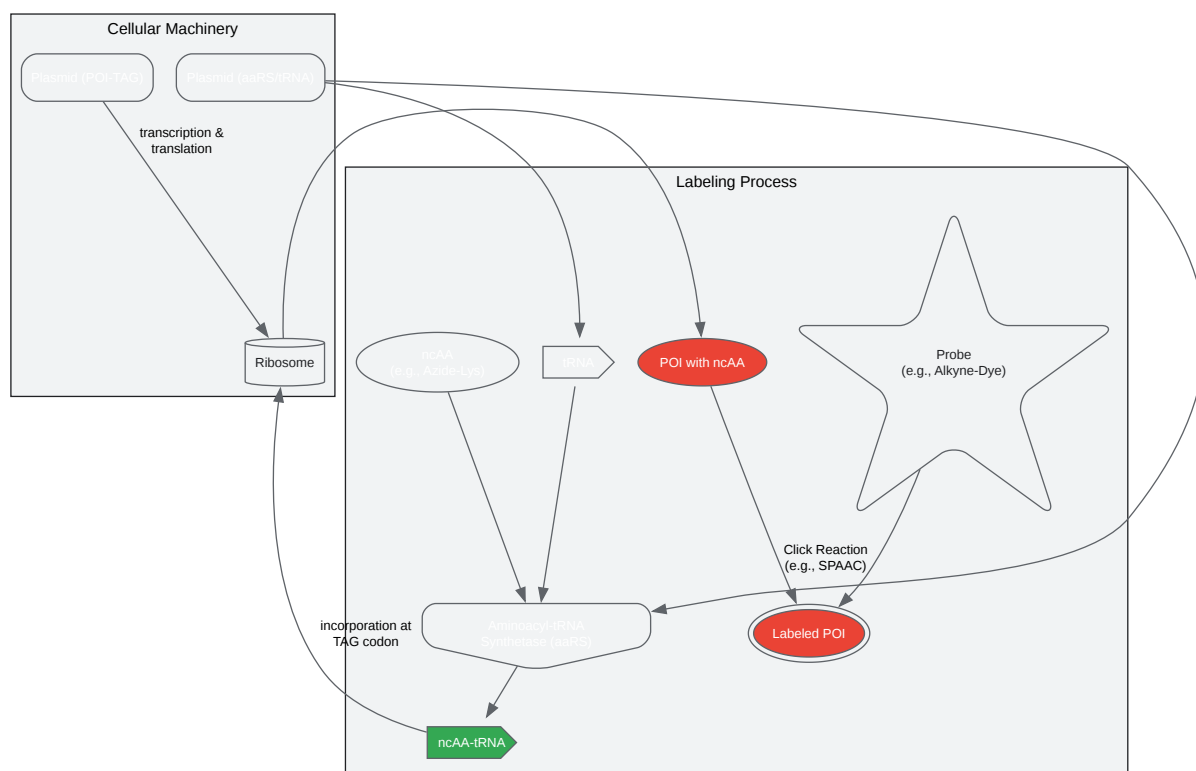 Cellular Machinery
Plasmid (POI-TAG)
Plasmid (aaRS/tRNA)
transcription &
translation
Labeling Process
Ribosome
ncAA
(e.g., Azide-Lys)
tRNA
POI with ncAA
Probe
(e.g., Alkyne-Dye)
Click Reaction
(e.g., SPAAC)
incorporation at
TAG codon
Aminoacyl-tRNA
Synthetase (aaRS)
Labeled POI
ncAA-tRNA